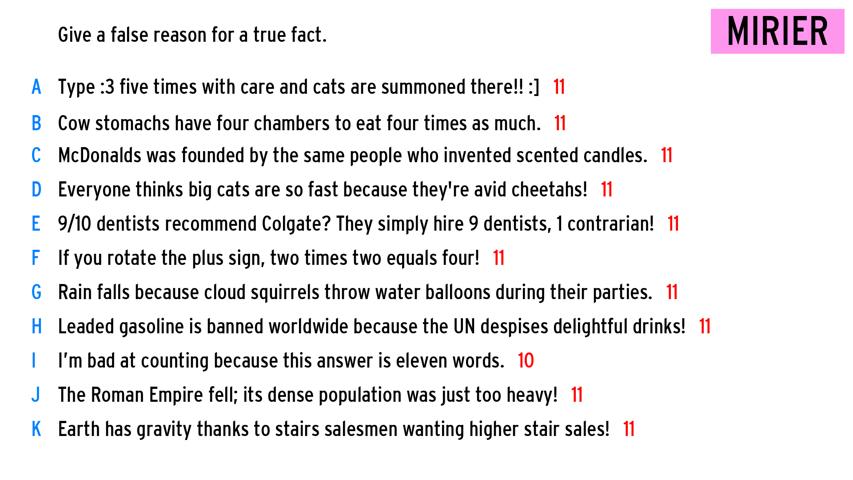 Give a false reason for a true fact.
MIRIER
A Type :3 five times with care and cats are summoned there!! :] 11
B Cow stomachs have four chambers to eat four times as much. 11
C McDonalds was founded by the same people who invented scented candles. 11
D Everyone thinks big cats are so fast because they're avid cheetahs! 11
E 9/10 dentists recommend Colgate? They simply hire 9 dentists, 1 contrarian! 11
F If you rotate the plus sign, two times two equals four! 11
G Rain falls because cloud squirrels throw water balloons during their parties. 11
H Leaded gasoline is banned worldwide because the UN despises delightful drinks! 11
I I'm bad at counting because this answer is eleven words. 10
J The Roman Empire fell; its dense population was just too heavy! 11
K Earth has gravity thanks to stairs salesmen wanting higher stair sales! 11